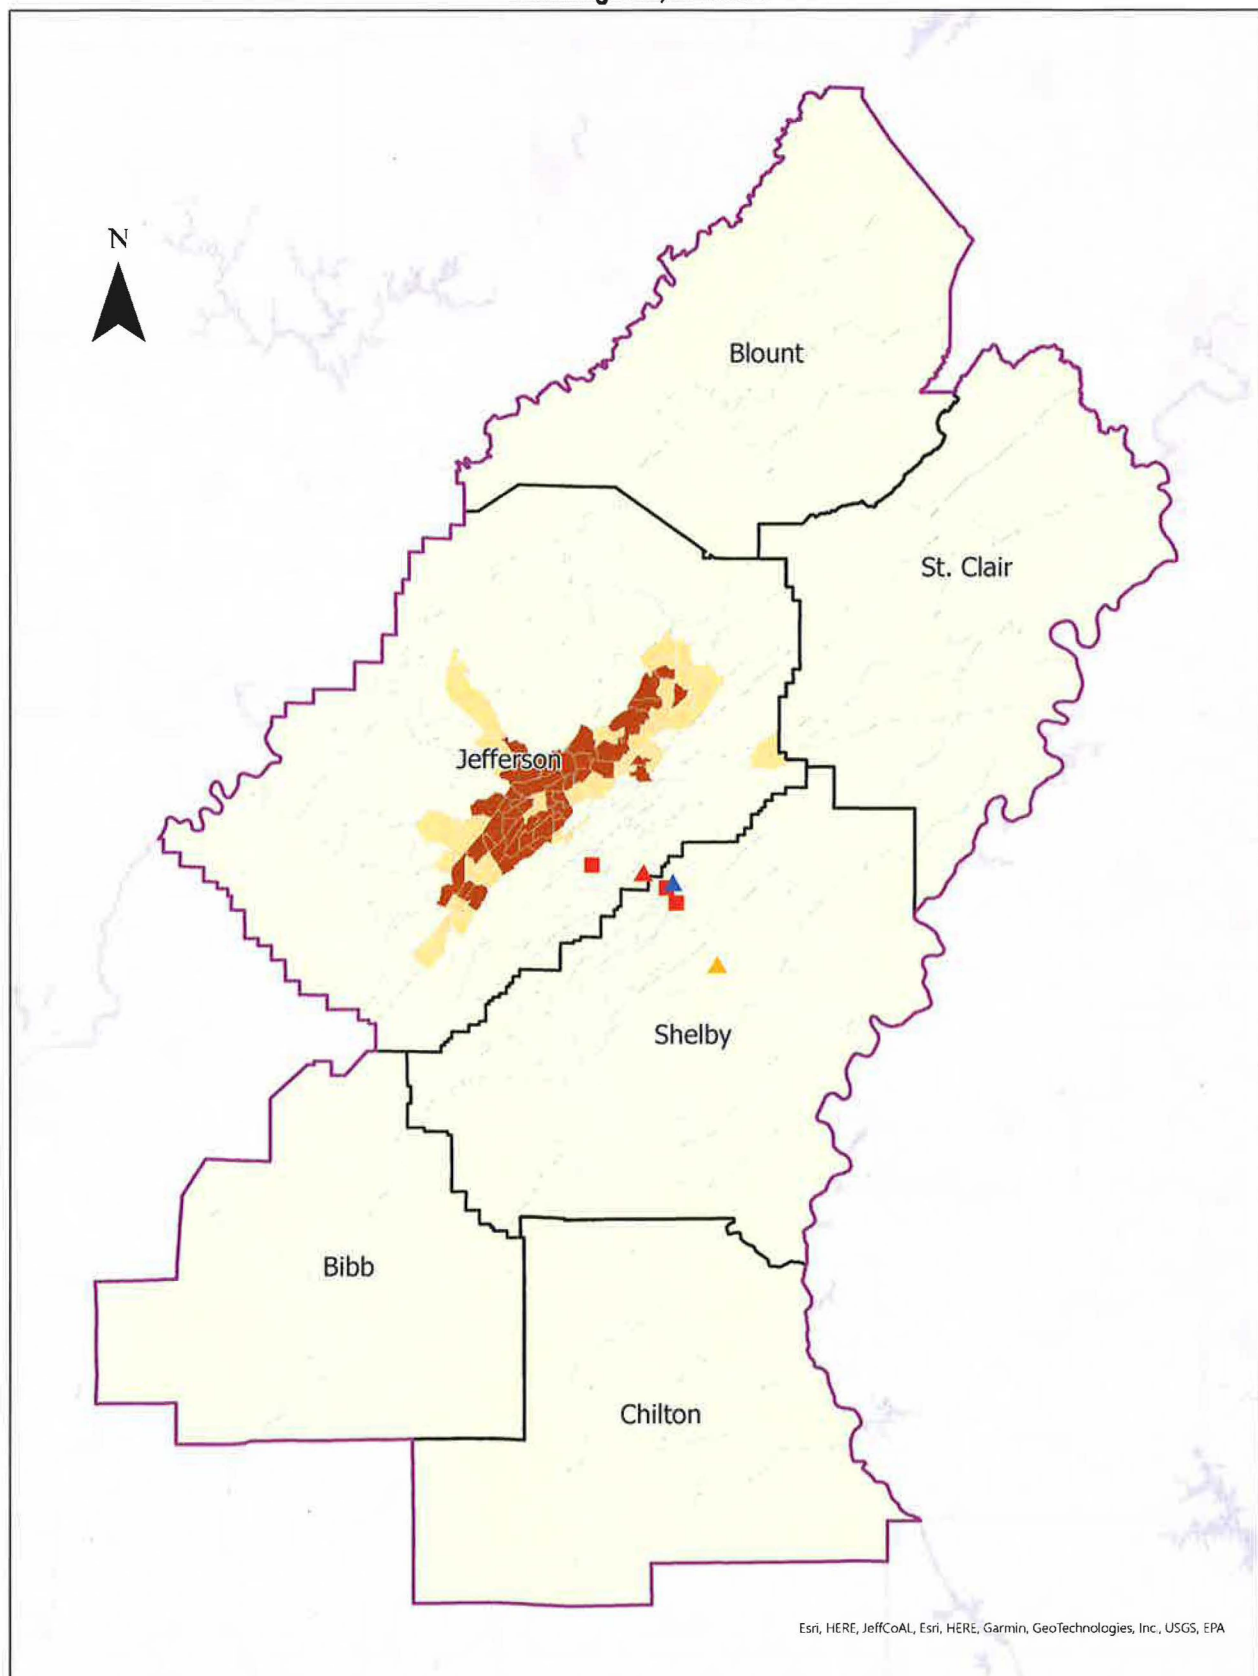 N
Blount
St. Clair
Jefferson
Shelby
Bibb
Chilton
Esri, HERE, JeffCoAL, Esri, HERE, Garmin, GeoTechnologies, Inc., USGS, EPA